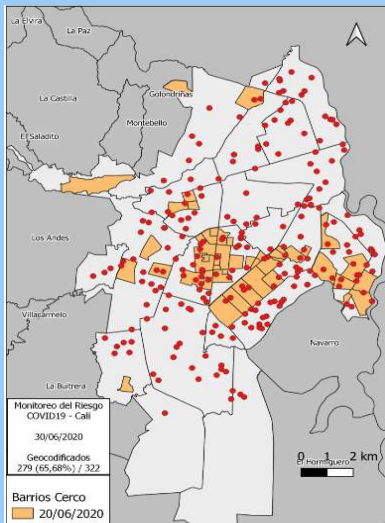 La Elvira
La Paz
La Castilla
Golondrinas
Montebello
El Saladito
Los Andes
Villacarmelo
Navarro
La Buitrera
El Hormiguero
0 1 2 km
Monitoreo del Riesgo
COVID19 - Cali
30/06/2020
Geocodificados
279 (65,68%) / 322
Barrios Cerco
20/06/2020